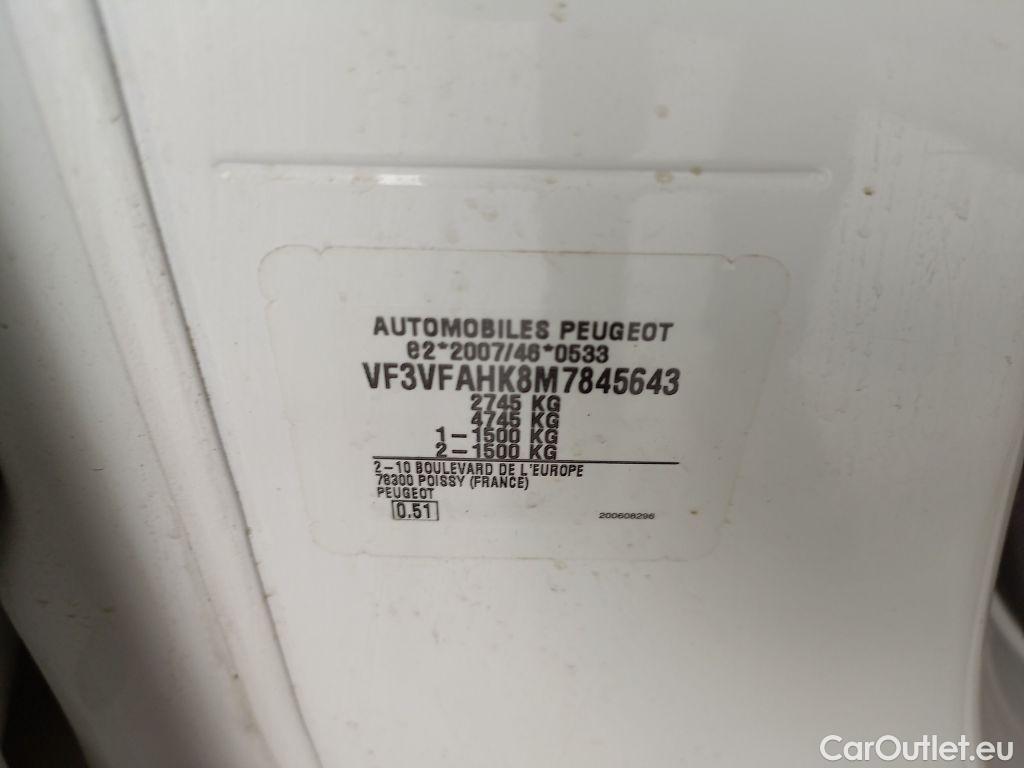 AUTOMOBILES PEUGEOT
e2*2007/46*0533
VF3VFAHK8M7845643
2745 KG
4745 KG
1-1500 KG
2-1500 KG
2-10 BOULEVARD DE L'EUROPE
78300 POISSY (FRANCE)
PEUGEOT
0.51
200608296
CarOutlet.eu